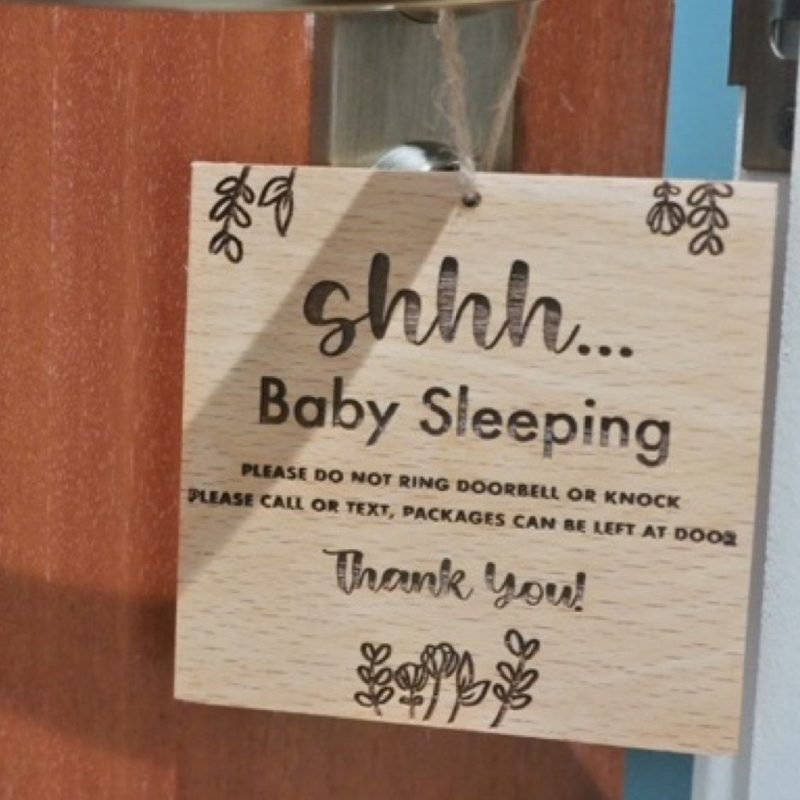 shhh...
Baby Sleeping
PLEASE DO NOT RING DOORBELL OR KNOCK
PLEASE CALL OR TEXT, PACKAGES CAN BE LEFT AT DOOR
Thank You!